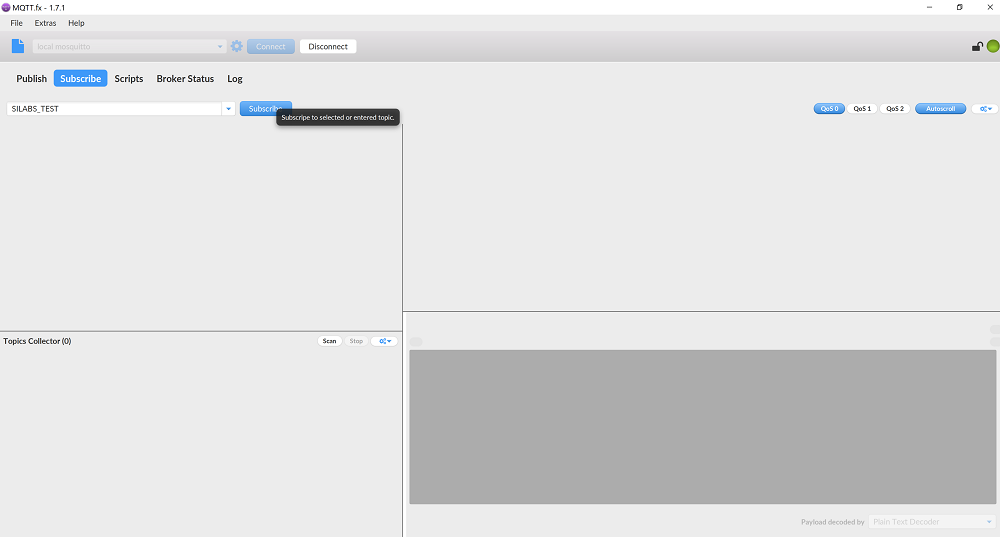 MQTT.fx - 1.7.1
File Extras Help
local mosquitto Connect Disconnect
Publish Subscribe Scripts Broker Status Log
SILABS_TEST Subscribe QoS 0 QoS 1 QoS 2 Autoscroll
Subscripe to selected or entered topic.
Topics Collector (0) Scan Stop
Payload decoded by Plain Text Decoder